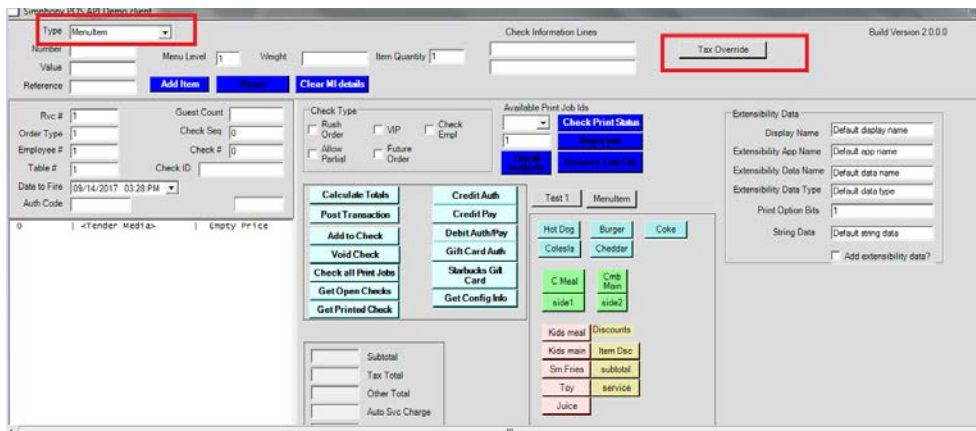 Simphony POS API Demo client
Type MenuItem
Number
Value
Reference
Menu Level 1
Weight
Item Quantity 1
Add Item
Clear MI details
Check Information Lines
Tax Override
Build Version 2.0.0.0
Rvc # 1
Guest Count
Order Type 1
Check Seq 0
Employee # 1
Check # 0
Table # 1
Check ID
Date to Fire 09/14/2017 03:28 PM
Auth Code
0 | <Tender Media> | Empty Price
Check Type
Rush Order
VIP
Check Empl
Allow Partial
Future Order
Available Print Job Ids
Check Print Status
1
Calculate Totals
Credit Auth
Post Transaction
Credit Pay
Add to Check
Debit Auth/Pay
Void Check
Gift Card Auth
Check all Print Jobs
Starbucks Gift Card
Get Open Checks
Get Config Info
Get Printed Check
Subtotal
Tax Total
Other Total
Auto Svc Charge
Test 1
MenuItem
Hot Dog
Burger
Coke
Colesla
Cheddar
C Meal
Cmb Main
side1
side2
Kids meal
Discounts
Kids main
Item Dsc
Sm.Fries
subtotal
Toy
service
Juice
Extensibility Data
Display Name Default display name
Extensibility App Name Default app name
Extensibility Data Name Default data name
Extensibility Data Type Default data type
Print Option Bits 1
String Data Default string data
Add extensibility data?